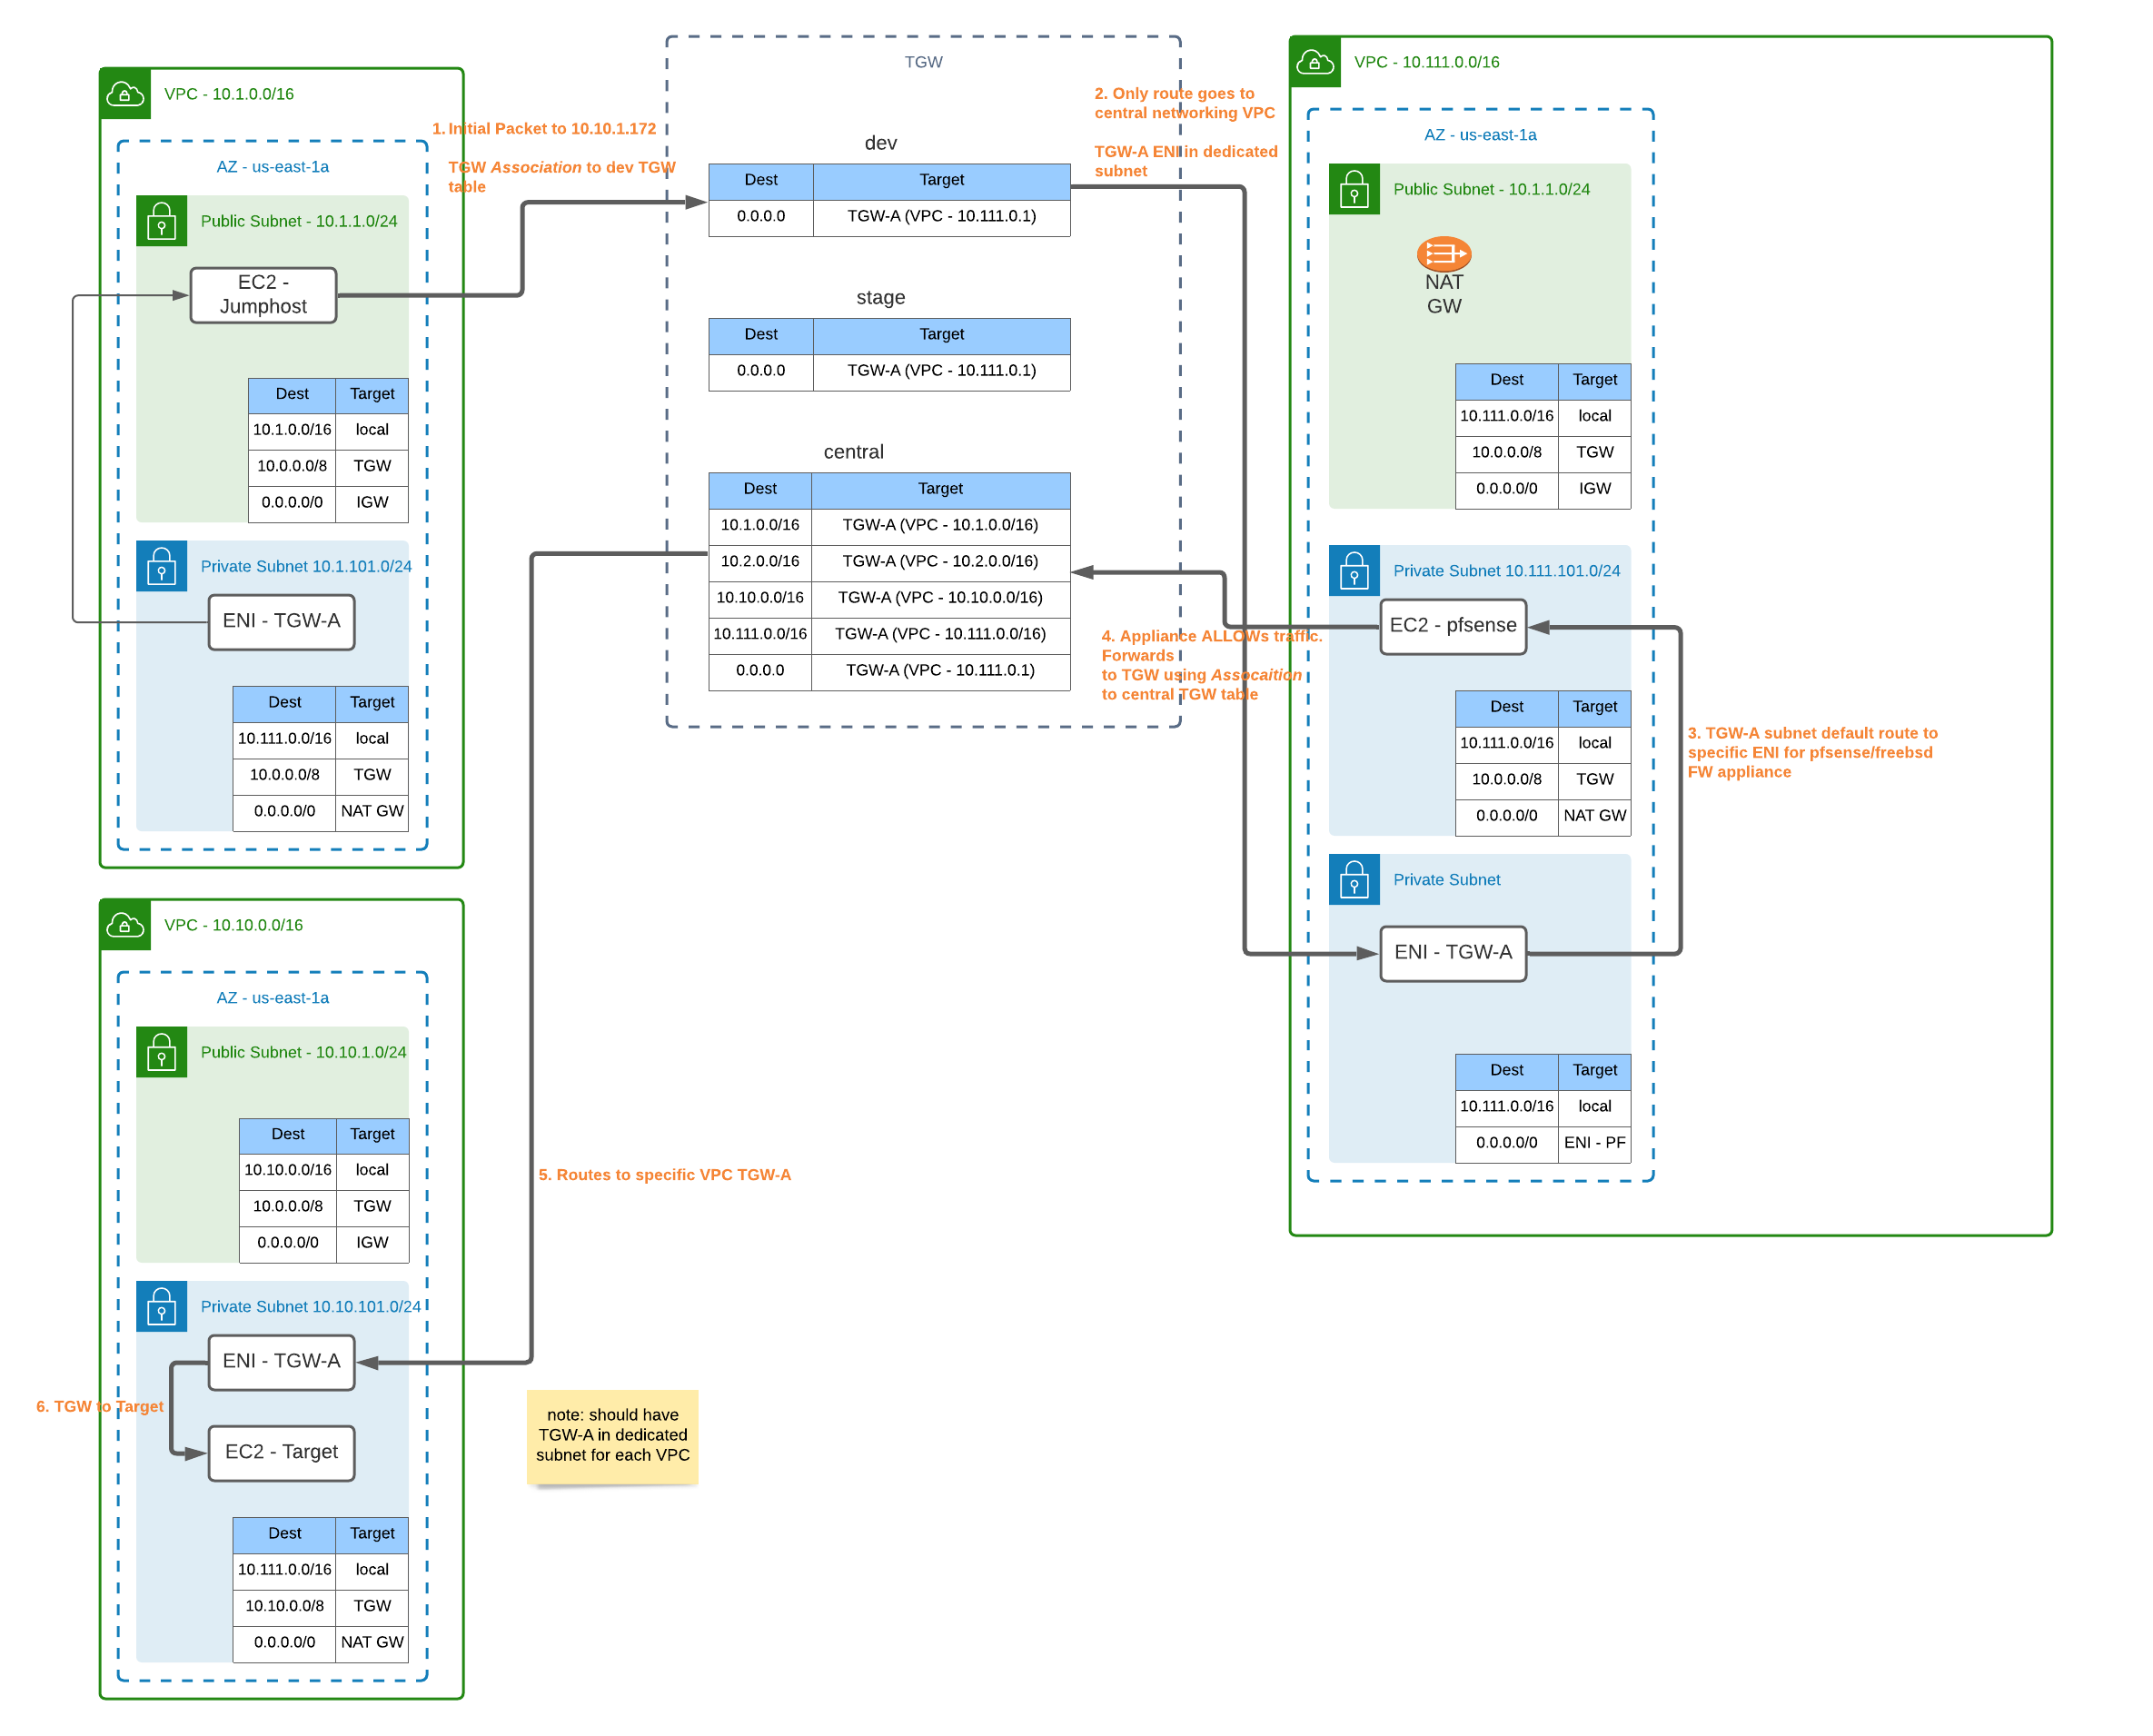 TGW
VPC - 10.1.0.0/16
AZ - us-east-1a
Public Subnet - 10.1.1.0/24
EC2 -
Jumphost
Dest Target
10.1.0.0/16 local
10.0.0.0/8 TGW
0.0.0.0/0 IGW
Private Subnet 10.1.101.0/24
ENI - TGW-A
Dest Target
10.111.0.0/16 local
10.0.0.0/8 TGW
0.0.0.0/0 NAT GW
1. Initial Packet to 10.10.1.172
TGW Association to dev TGW
table
dev
Dest Target
0.0.0.0 TGW-A (VPC - 10.111.0.1)
stage
Dest Target
0.0.0.0 TGW-A (VPC - 10.111.0.1)
central
Dest Target
10.1.0.0/16 TGW-A (VPC - 10.1.0.0/16)
10.2.0.0/16 TGW-A (VPC - 10.2.0.0/16)
10.10.0.0/16 TGW-A (VPC - 10.10.0.0/16)
10.111.0.0/16 TGW-A (VPC - 10.111.0.0/16)
0.0.0.0 TGW-A (VPC - 10.111.0.1)
2. Only route goes to
central networking VPC
TGW-A ENI in dedicated
subnet
VPC - 10.111.0.0/16
AZ - us-east-1a
Public Subnet - 10.1.1.0/24
NAT
GW
Dest Target
10.111.0.0/16 local
10.0.0.0/8 TGW
0.0.0.0/0 IGW
Private Subnet 10.111.101.0/24
EC2 - pfsense
Dest Target
10.111.0.0/16 local
10.0.0.0/8 TGW
0.0.0.0/0 NAT GW
3. TGW-A subnet default route to
specific ENI for pfsense/freebsd
FW appliance
4. Appliance ALLOWs traffic.
Forwards
to TGW using Assocaition
to central TGW table
Private Subnet
ENI - TGW-A
Dest Target
10.111.0.0/16 local
0.0.0.0/0 ENI - PF
VPC - 10.10.0.0/16
AZ - us-east-1a
Public Subnet - 10.10.1.0/24
Dest Target
10.10.0.0/16 local
10.0.0.0/8 TGW
0.0.0.0/0 IGW
5. Routes to specific VPC TGW-A
Private Subnet 10.10.101.0/24
ENI - TGW-A
6. TGW to Target
EC2 - Target
Dest Target
10.111.0.0/16 local
10.10.0.0/8 TGW
0.0.0.0/0 NAT GW
note: should have
TGW-A in dedicated
subnet for each VPC